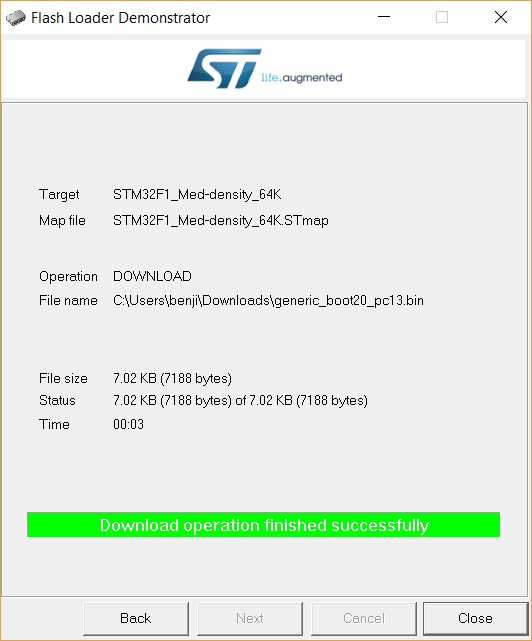 Flash Loader Demonstrator
ST life.augmented
Target STM32F1_Med-density_64K
Map file STM32F1_Med-density_64K.STmap
Operation DOWNLOAD
File name C:\Users\benji\Downloads\generic_boot20_pc13.bin
File size 7.02 KB (7188 bytes)
Status 7.02 KB (7188 bytes) of 7.02 KB (7188 bytes)
Time 00:03
Download operation finished successfully
Back Next Cancel Close